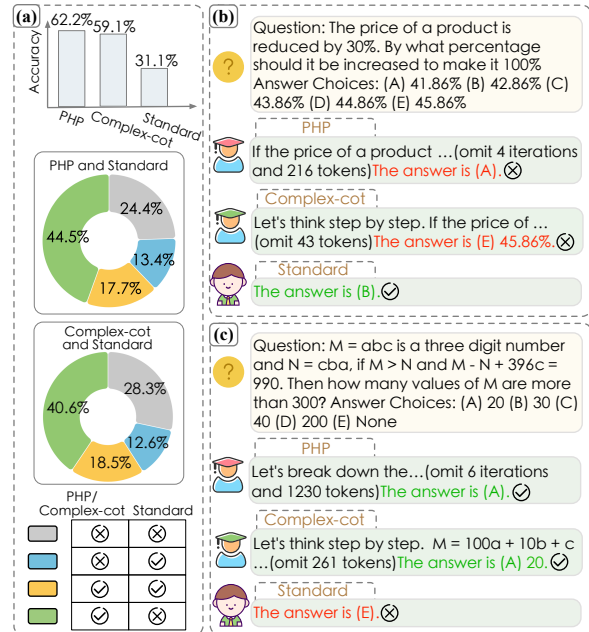 (a)
62.2%
59.1%
31.1%
Accuracy
PHP
Complex-cot
Standard
PHP and Standard
24.4%
44.5%
13.4%
17.7%
Complex-cot
and Standard
28.3%
40.6%
12.6%
18.5%
PHP/
Complex-cot Standard
(b)
Question: The price of a product is
reduced by 30%. By what percentage
should it be increased to make it 100%
Answer Choices: (A) 41.86% (B) 42.86% (C)
43.86% (D) 44.86% (E) 45.86%
?
PHP
If the price of a product ...(omit 4 iterations
and 216 tokens)The answer is (A).
Complex-cot
Let's think step by step. If the price of ...
(omit 43 tokens)The answer is (E) 45.86%.
Standard
The answer is (B).
(c)
Question: M = abc is a three digit number
and N = cba, if M > N and M - N + 396c =
990. Then how many values of M are more
than 300? Answer Choices: (A) 20 (B) 30 (C)
40 (D) 200 (E) None
?
PHP
Let's break down the...(omit 6 iterations
and 1230 tokens)The answer is (A).
Complex-cot
Let's think step by step. M = 100a + 10b + c
...(omit 261 tokens)The answer is (A) 20.
Standard
The answer is (E).